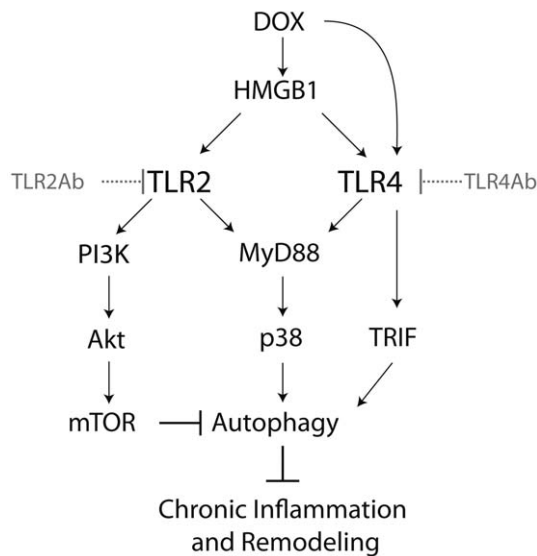 DOX
HMGB1
TLR2Ab TLR2 TLR4 TLR4Ab
PI3K MyD88
Akt p38 TRIF
mTOR Autophagy
Chronic Inflammation
and Remodeling